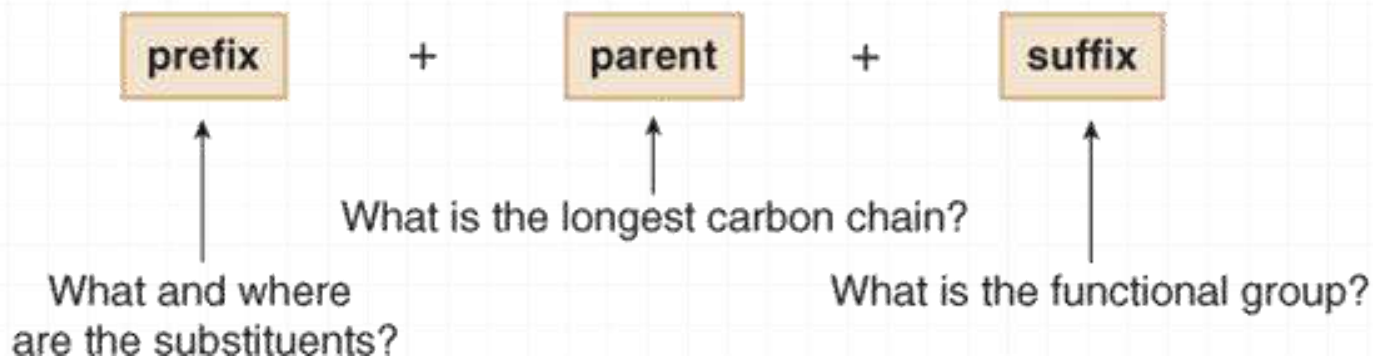 prefix + parent + suffix
What is the longest carbon chain?
What and where
are the substituents?
What is the functional group?